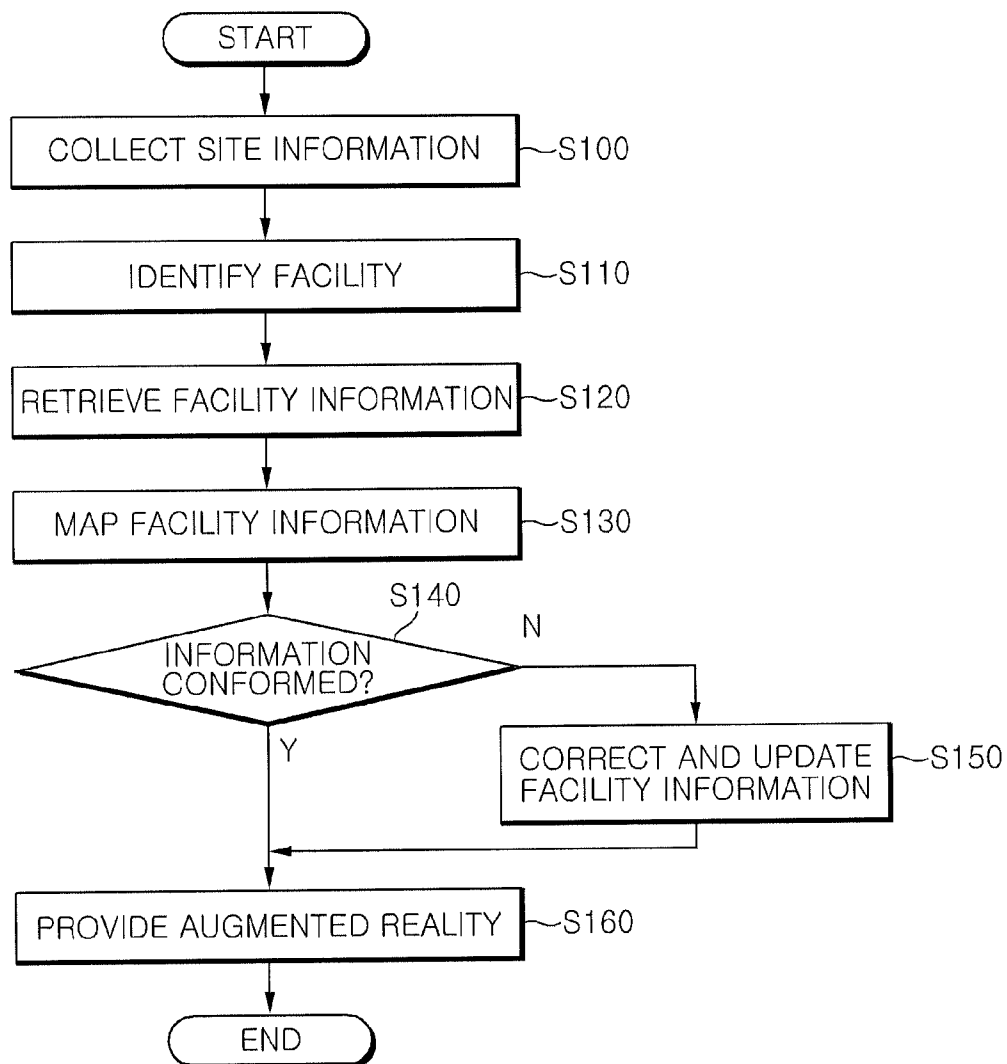 START
COLLECT SITE INFORMATION
S100
IDENTIFY FACILITY
S110
RETRIEVE FACILITY INFORMATION
S120
MAP FACILITY INFORMATION
S130
S140
INFORMATION
CONFORMED?
N
Y
CORRECT AND UPDATE
FACILITY INFORMATION
S150
PROVIDE AUGMENTED REALITY
S160
END